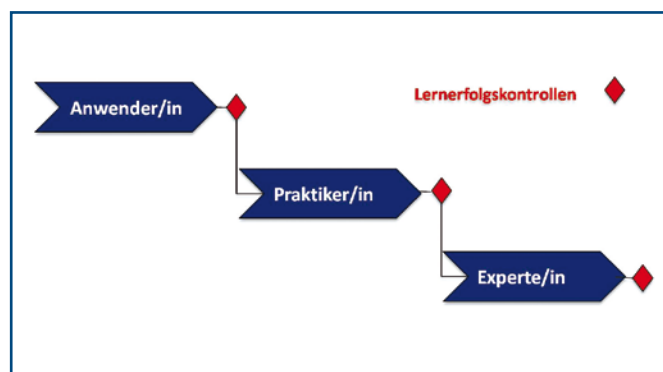 Anwender/in
Lernerfolgskontrollen
Praktiker/in
Experte/in